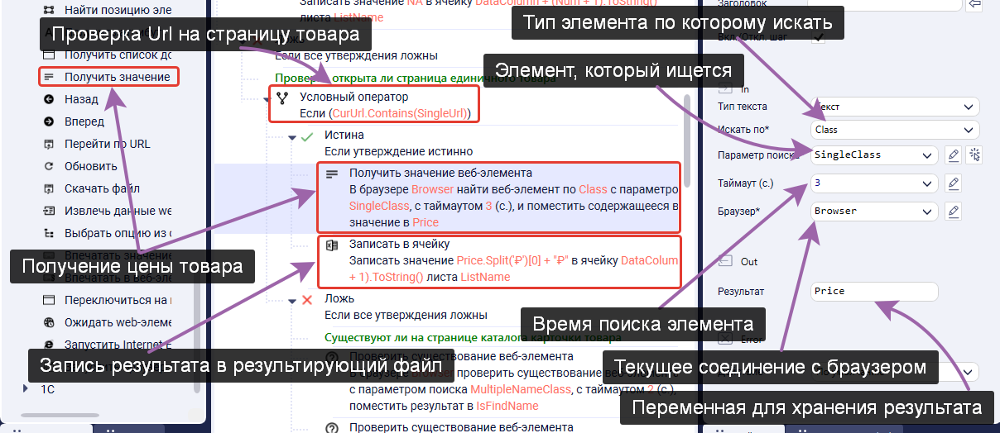 Найти позицию эле
Получить список до
Получить значение
Назад
Вперед
Перейти по URL
Обновить
Скачать файл
Извлечь данные we
Выбрать опцию из с
Впечатать значение
Впечатать в веб-эле
Переключиться на
Ожидать web-элеме
Запустить Internet E
1С
Проверка Url на страницу товара
Получение цены товара
Запись результата в результирующий файл
Записать значение NA в ячейку DataColumn + (Num + 1).ToString()
листа ListName
Ложь
Если все утверждения ложны
Проверка открыта ли страница единичного товара
Условный оператор
Если (CurUrl.Contains(SingleUrl))
Истина
Если утверждение истинно
Получить значение веб-элемента
В браузере Browser найти веб-элемент по Class с параметро
SingleClass, с таймаутом 3 (с.), и поместить содержащееся в
значение в Price
Записать в ячейку
Записать значение Price.Split('₽')[0] + "₽" в ячейку DataColum
+ 1).ToString() листа ListName
Ложь
Если все утверждения ложны
Существуют ли на странице каталога карточки товара
Проверить существование веб-элемента
В браузере Browser проверить существование веб-элеме
с параметром поиска MultipleNameClass, с таймаутом 2 (с.),
поместить результат в IsFindName
Проверить существование веб-элемента
Заголовок
Тип элемента по которому искать
Вкл./Откл. шаг
Элемент, который ищется
In
Тип текста
Текст
Искать по*
Class
Параметр поиска
SingleClass
Таймаут (с.)
3
Браузер*
Browser
Out
Результат
Price
Время поиска элемента
Error
Текущее соединение с браузером
Переменная для хранения результата